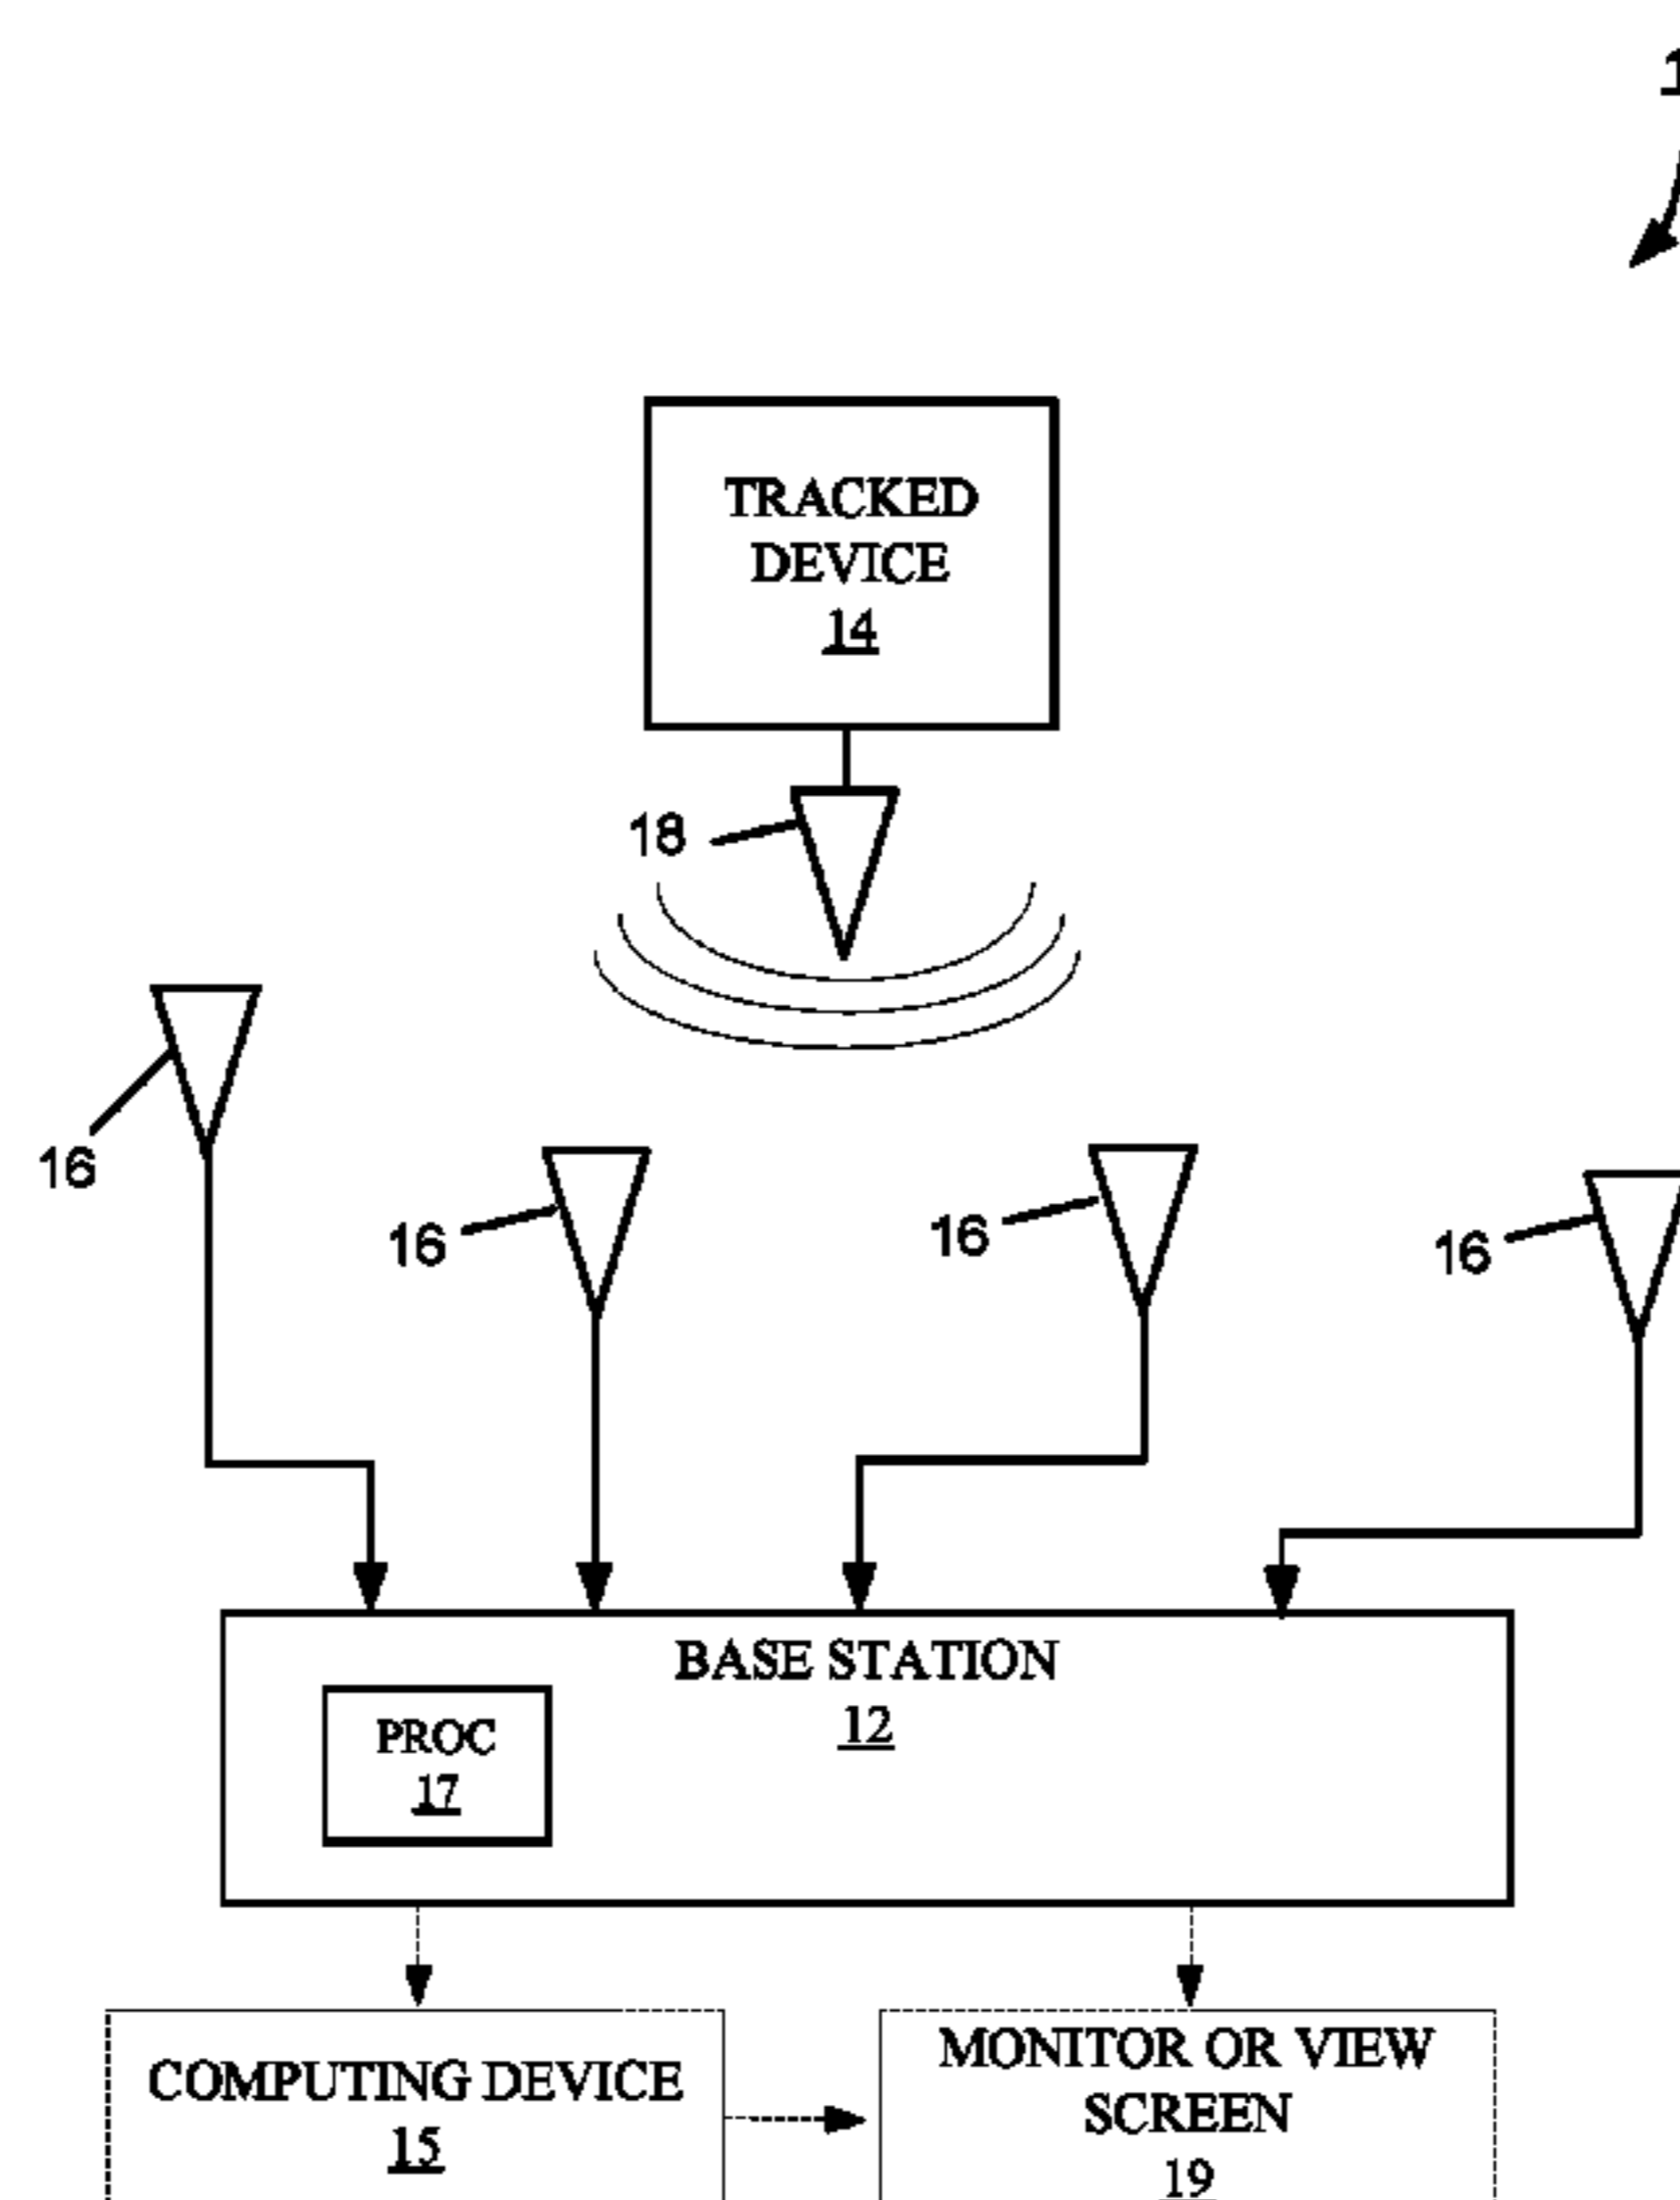 TRACKED
DEVICE
14
18
16
16
16
16
BASE STATION
12
PROC
17
COMPUTING DEVICE
15
MONITOR OR VIEW
SCREEN
19